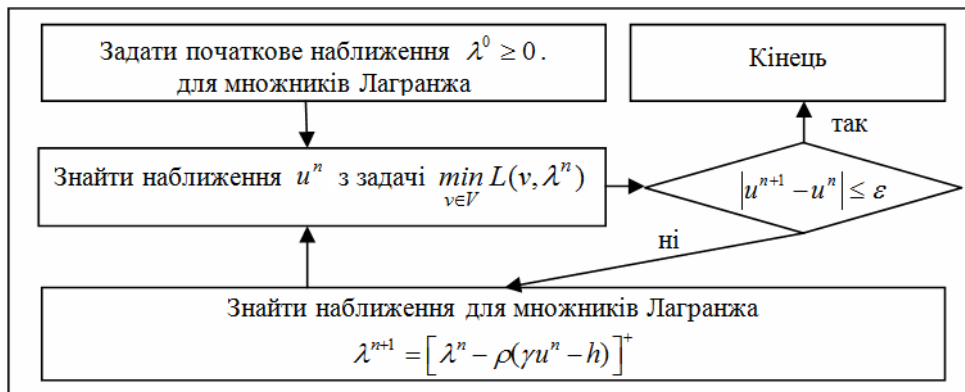 Задати початкове наближення λ⁰ ≥ 0 .
для множників Лагранжа
Кінець
так
Знайти наближення uⁿ з задачі min L(v, λⁿ)
v∈V
|uⁿ⁺¹ − uⁿ| ≤ ε
ні
Знайти наближення для множників Лагранжа
λⁿ⁺¹ = [λⁿ − ρ(γuⁿ − h)]⁺